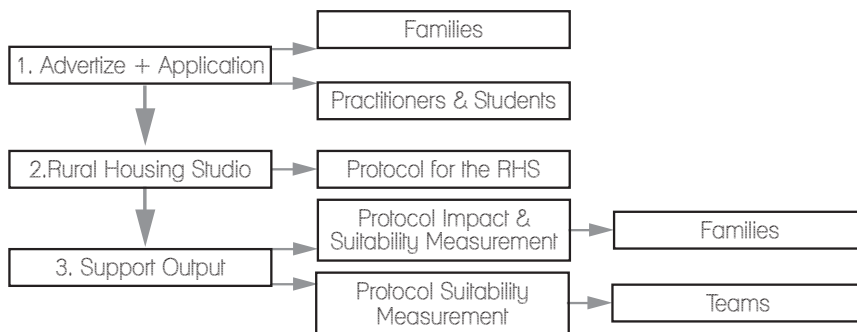 Families
1. Advertize + Application
Practitioners & Students
2.Rural Housing Studio
Protocol for the RHS
Protocol Impact &
Suitability Measurement
Families
3. Support Output
Protocol Suitability
Measurement
Teams